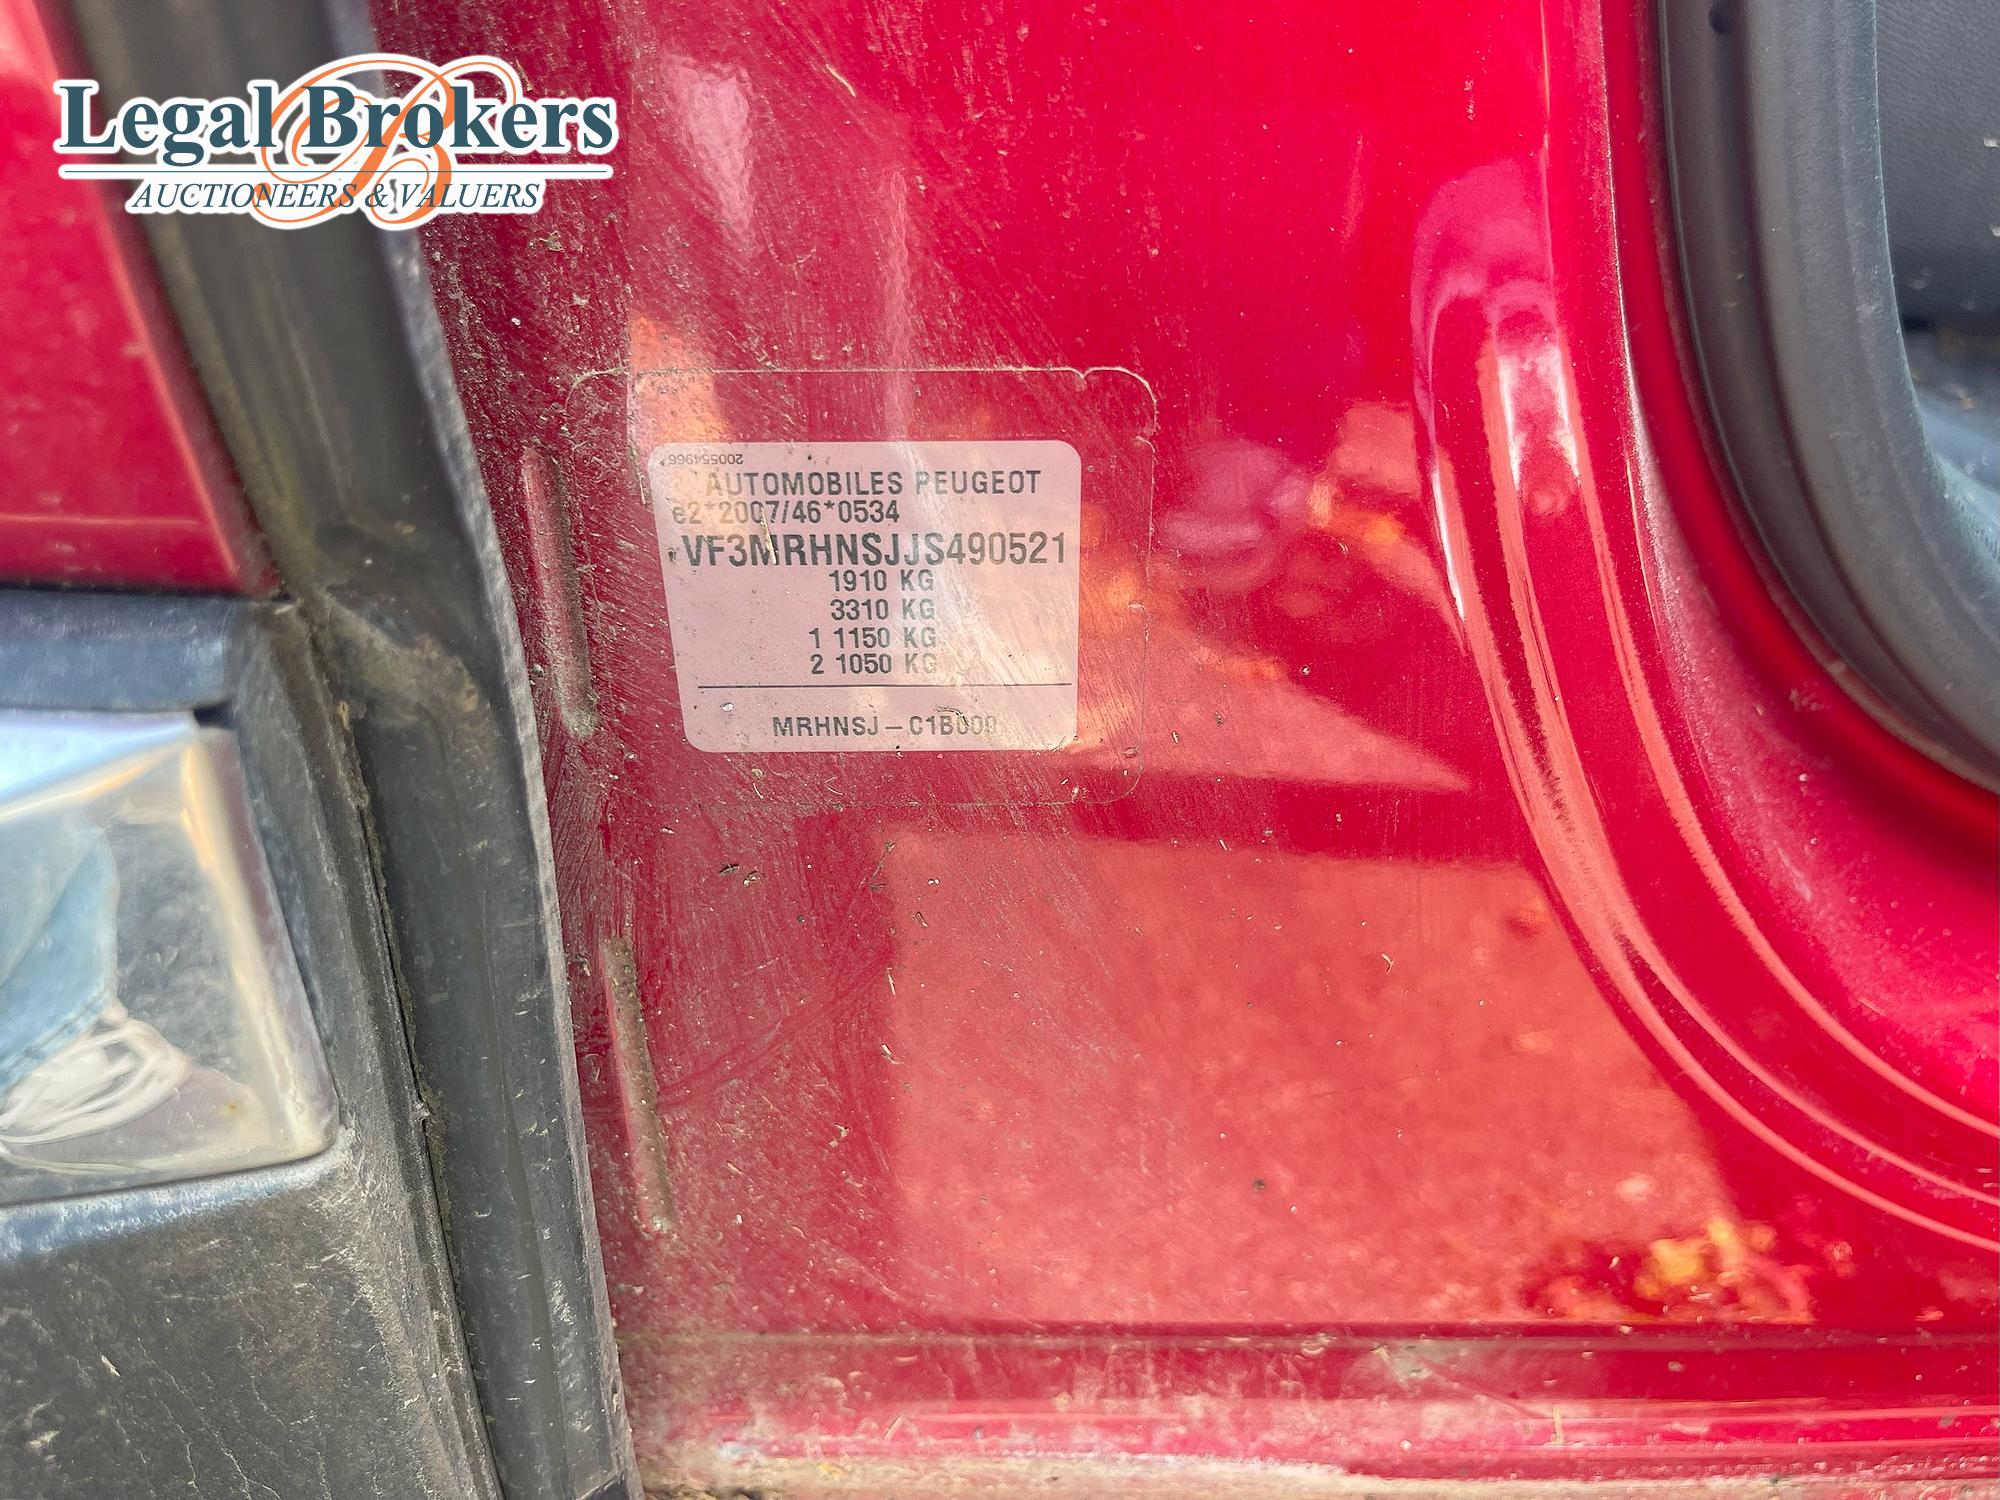 Legal Brokers
AUCTIONEERS & VALUERS
200554966
AUTOMOBILES PEUGEOT
e2*2007/46*0534
VF3MRHNSJJS490521
1910 KG
3310 KG
1 1150 KG
2 1050 KG
MRHNSJ – C1B000